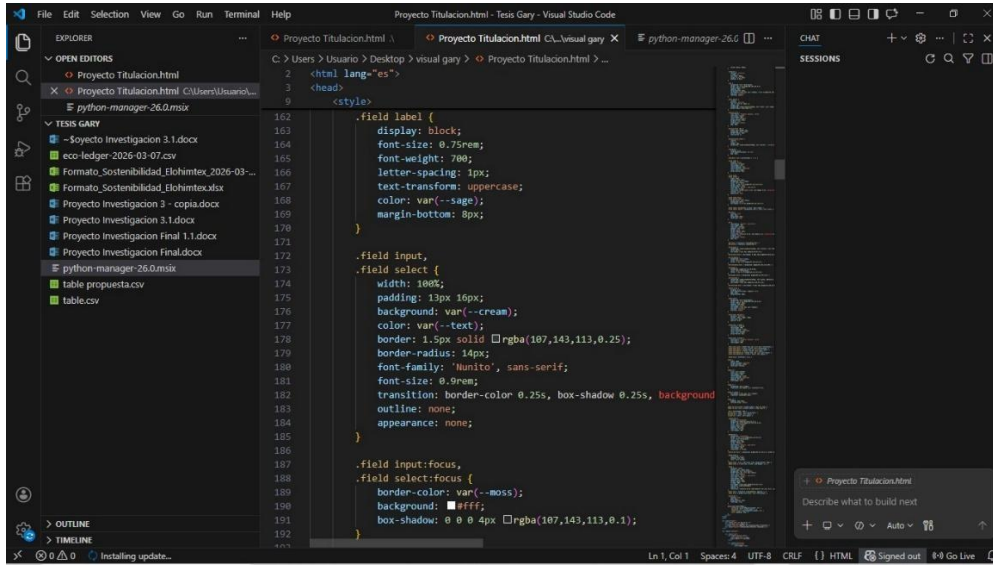 File Edit Selection View Go Run Terminal Help
Proyecto Titulacion.html - Tesis Gary - Visual Studio Code
EXPLORER
OPEN EDITORS
Proyecto Titulacion.html
Proyecto Titulacion.html C:\Users\Usuario\...
python-manager-26.0.msix
TESIS GARY
~$oyecto Investigacion 3.1.docx
eco-ledger-2026-03-07.csv
Formato_Sostenibilidad_Elohimtex_2026-03-...
Formato_Sostenibilidad_Elohimtex.xlsx
Proyecto Investigacion 3 - copia.docx
Proyecto Investigacion 3.1.docx
Proyecto Investigacion Final 1.1.docx
Proyecto Investigacion Final.docx
python-manager-26.0.msix
table propuesta.csv
table.csv
OUTLINE
TIMELINE
Proyecto Titulacion.html .\
Proyecto Titulacion.html C:\...\visual gary
python-manager-26.0
C: > Users > Usuario > Desktop > visual gary > Proyecto Titulacion.html > ...
2 <html lang="es">
3 <head>
9 <style>
162 .field label {
163 display: block;
164 font-size: 0.75rem;
165 font-weight: 700;
166 letter-spacing: 1px;
167 text-transform: uppercase;
168 color: var(--sage);
169 margin-bottom: 8px;
170 }
171
172 .field input,
173 .field select {
174 width: 100%;
175 padding: 13px 16px;
176 background: var(--cream);
177 color: var(--text);
178 border: 1.5px solid rgba(107,143,113,0.25);
179 border-radius: 14px;
180 font-family: 'Nunito', sans-serif;
181 font-size: 0.9rem;
182 transition: border-color 0.25s, box-shadow 0.25s, background
183 outline: none;
184 appearance: none;
185 }
186
187 .field input:focus,
188 .field select:focus {
189 border-color: var(--moss);
190 background: #fff;
191 box-shadow: 0 0 0 4px rgba(107,143,113,0.1);
192 }
CHAT
SESSIONS
Proyecto Titulacion.html
Describe what to build next
Auto
0 0 Installing update...
Ln 1, Col 1 Spaces: 4 UTF-8 CRLF {} HTML Signed out Go Live